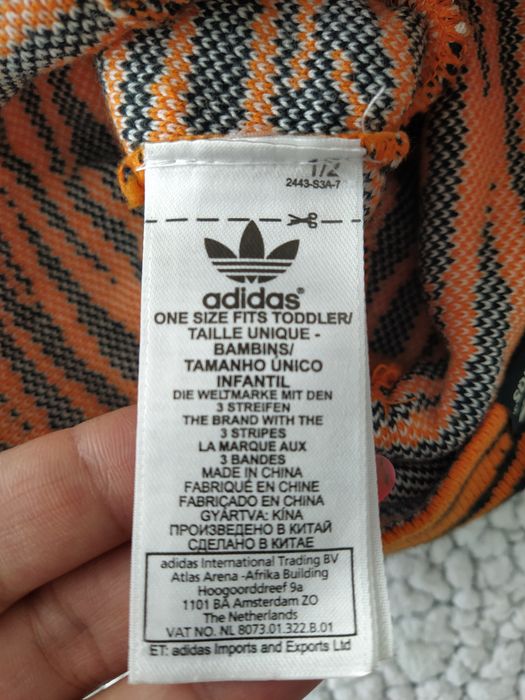 1/2
2443-S3A-7
adidas®
ONE SIZE FITS TODDLER/
TAILLE UNIQUE -
BAMBINS/
TAMANHO ÚNICO
INFANTIL
DIE WELTMARKE MIT DEN
3 STREIFEN
THE BRAND WITH THE
3 STRIPES
LA MARQUE AUX
3 BANDES
MADE IN CHINA
FABRIQUÉ EN CHINE
FABRICADO EN CHINA
GYÁRTVA: KÍNA
ПРОИЗВЕДЕНО В КИТАЙ
СДЕЛАНО В КИТАЕ
adidas International Trading BV
Atlas Arena -Afrika Building
Hoogoorddreef 9a
1101 BA Amsterdam ZO
The Netherlands
VAT NO. NL 8073.01.322.B.01
ET: adidas Imports and Exports Ltd